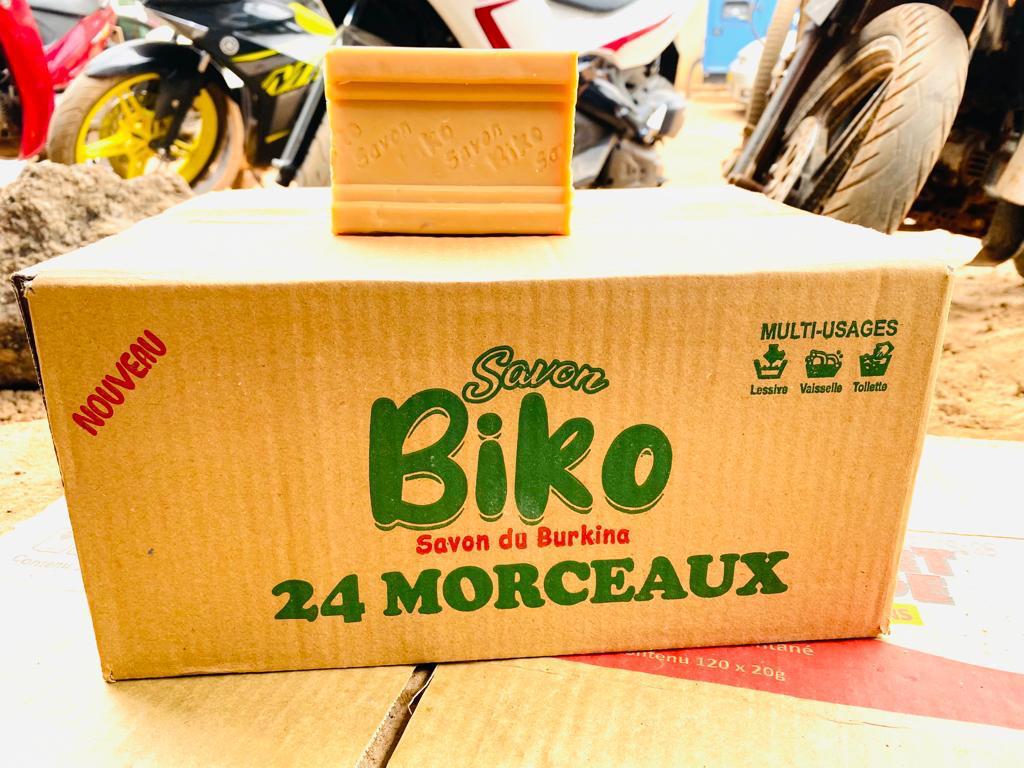 Savon Biko Savon Biko
NOUVEAU
MULTI-USAGES
Lessive Vaisselle Toilette
Savon
Biko
Savon du Burkina
24 MORCEAUX
120 x 20g